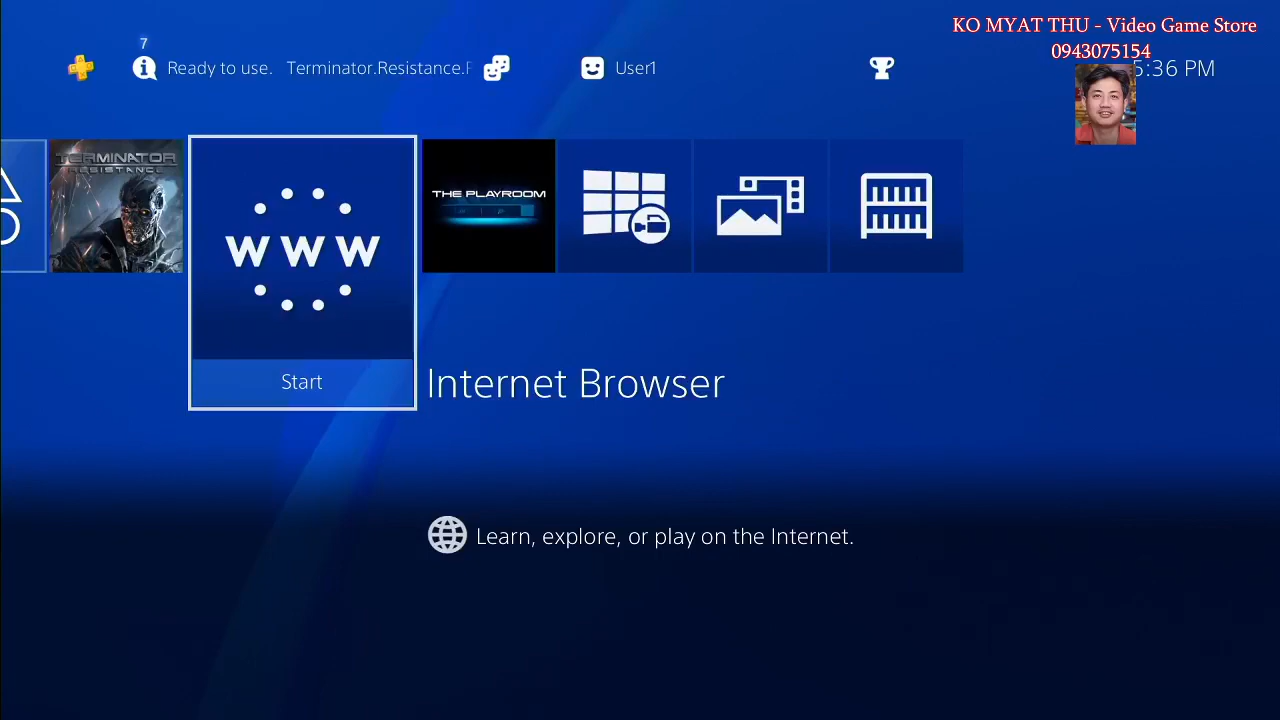 KO MYAT THU - Video Game Store
0943075154
7
Ready to use. Terminator.Resistance.F
User1
5:36 PM
TERMINATOR
RESISTANCE
WWW
THE PLAYROOM
Start
Internet Browser
Learn, explore, or play on the Internet.